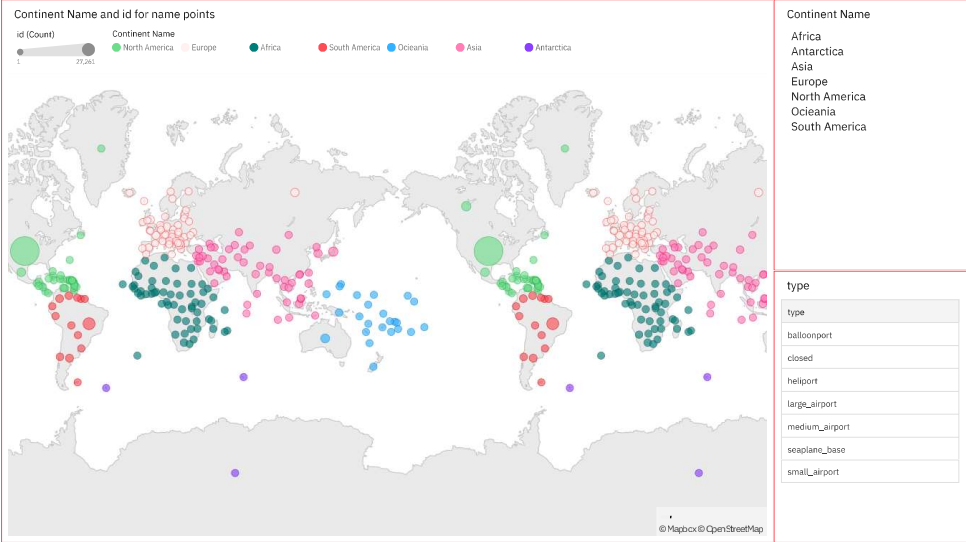 Continent Name and id for name points
id (Count)
1 27,261
Continent Name
North America Europe Africa South America Ocieania Asia Antarctica
© Mapbox © OpenStreetMap
Continent Name
Africa
Antarctica
Asia
Europe
North America
Ocieania
South America
type
type
balloonport
closed
heliport
large_airport
medium_airport
seaplane_base
small_airport